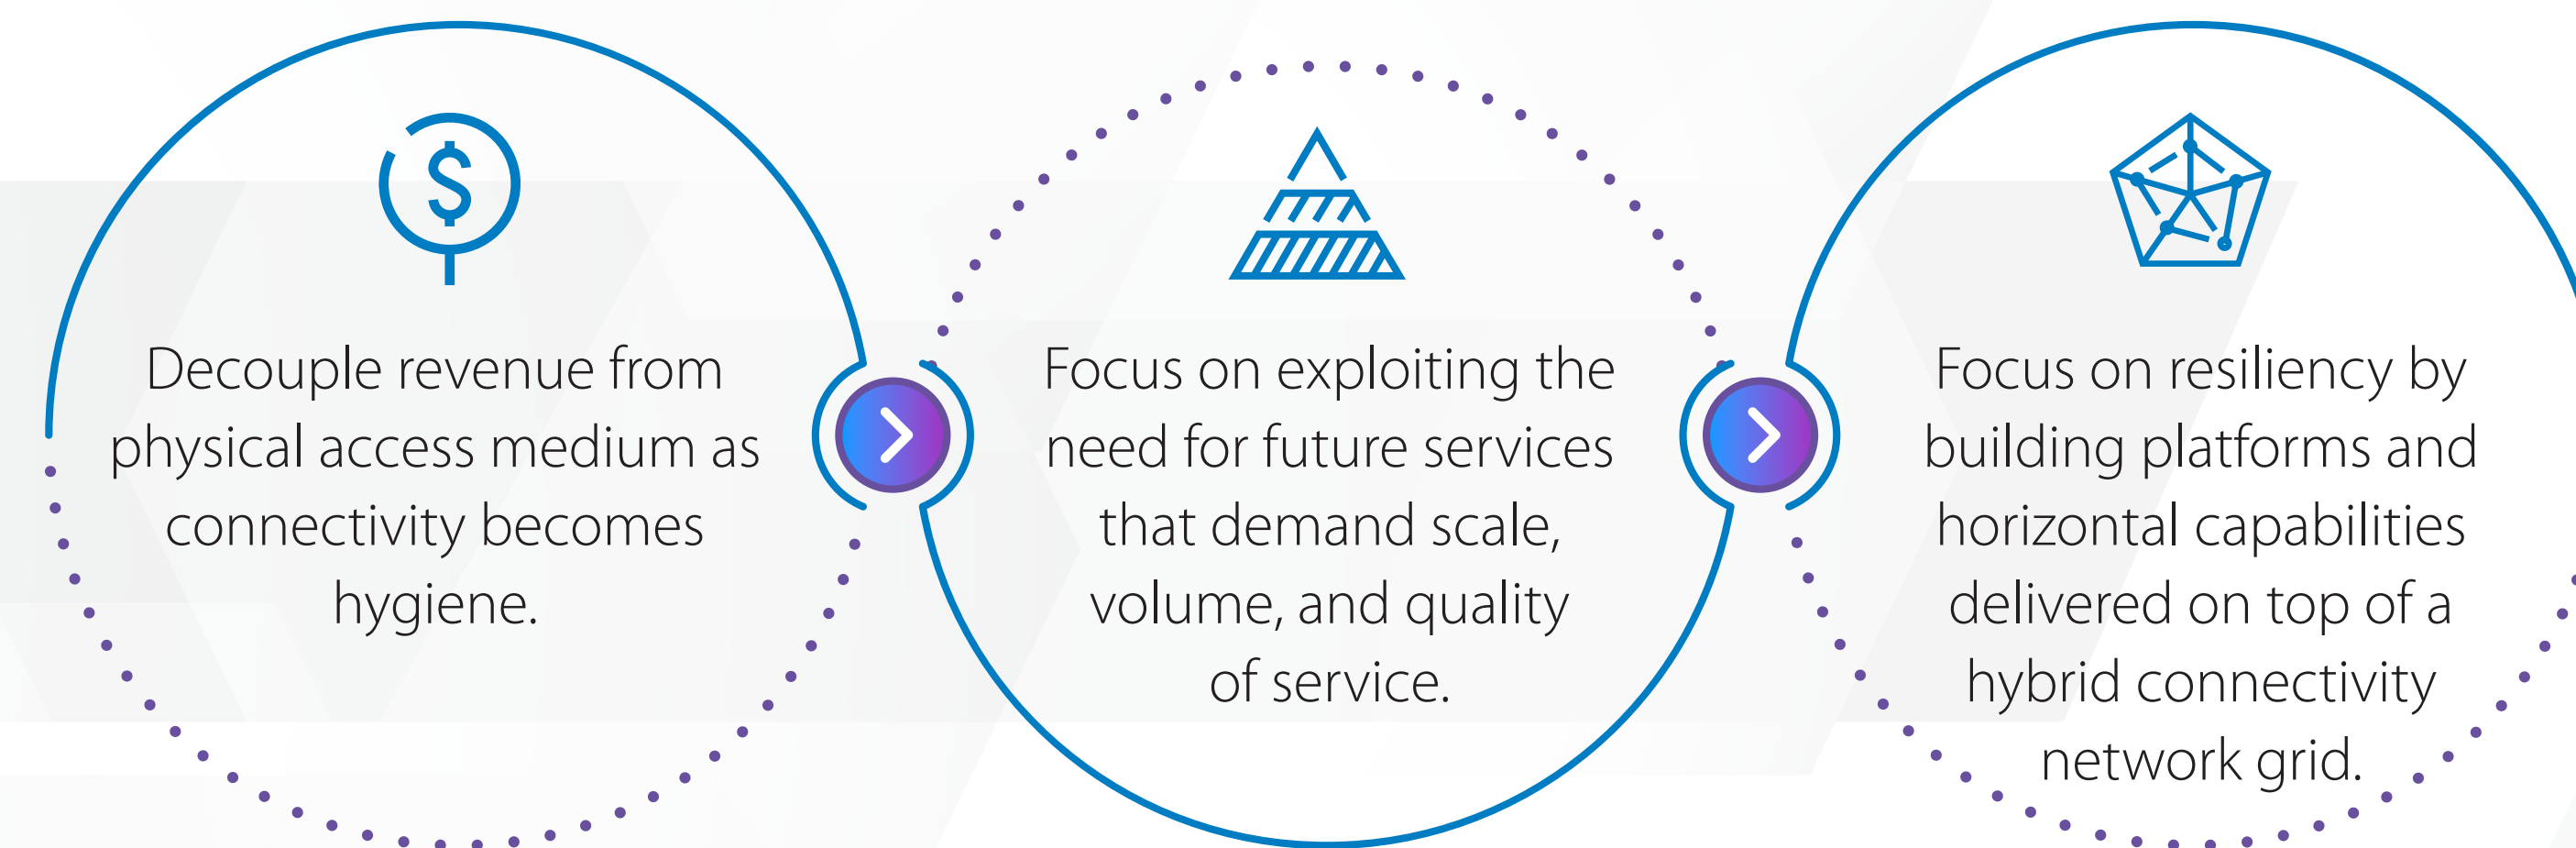 Decouple revenue from
physical access medium as
connectivity becomes
hygiene.
Focus on exploiting the
need for future services
that demand scale,
volume, and quality
of service.
Focus on resiliency by
building platforms and
horizontal capabilities
delivered on top of a
hybrid connectivity
network grid.